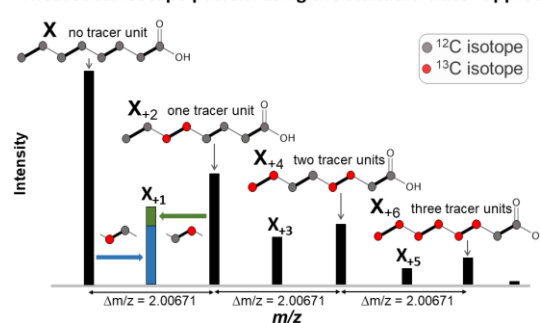 X no tracer unit
O
OH
12C isotope
13C isotope
X+2 one tracer unit
O
OH
X+4 two tracer units
O
OH
X+6 three tracer units
O
Intensity
X+1
X+3
X+5
Δm/z = 2.00671
Δm/z = 2.00671
Δm/z = 2.00671
m/z